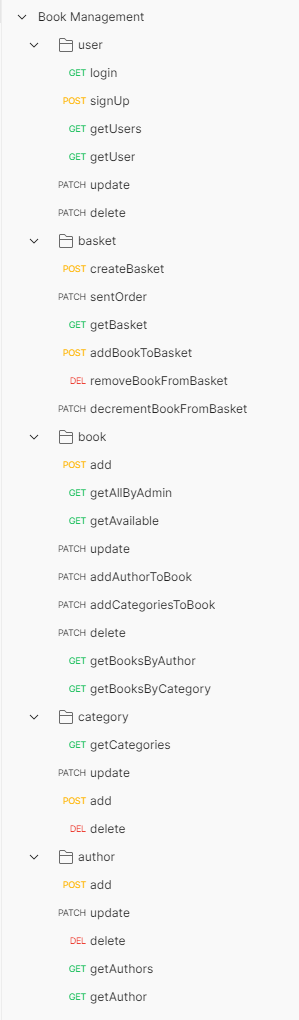 Book Management
user
GET login
POST signUp
GET getUsers
GET getUser
PATCH update
PATCH delete
basket
POST createBasket
PATCH sentOrder
GET getBasket
POST addBookToBasket
DEL removeBookFromBasket
PATCH decrementBookFromBasket
book
POST add
GET getAllByAdmin
GET getAvailable
PATCH update
PATCH addAuthorToBook
PATCH addCategoriesToBook
PATCH delete
GET getBooksByAuthor
GET getBooksByCategory
category
GET getCategories
PATCH update
POST add
DEL delete
author
POST add
PATCH update
DEL delete
GET getAuthors
GET getAuthor